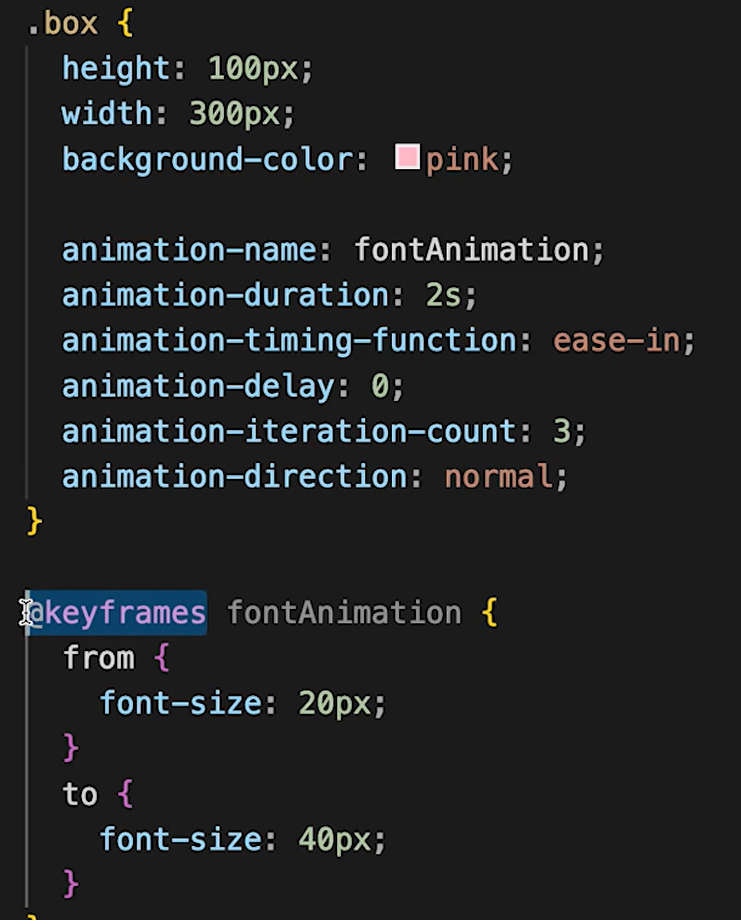 .box {
height: 100px;
width: 300px;
background-color: pink;
animation-name: fontAnimation;
animation-duration: 2s;
animation-timing-function: ease-in;
animation-delay: 0;
animation-iteration-count: 3;
animation-direction: normal;
}
@keyframes fontAnimation {
from {
font-size: 20px;
}
to {
font-size: 40px;
}
}